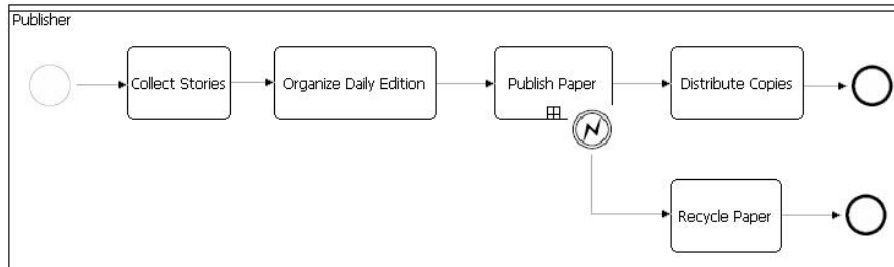 Publisher
Collect Stories
Organize Daily Edition
Publish Paper
Distribute Copies
Recycle Paper